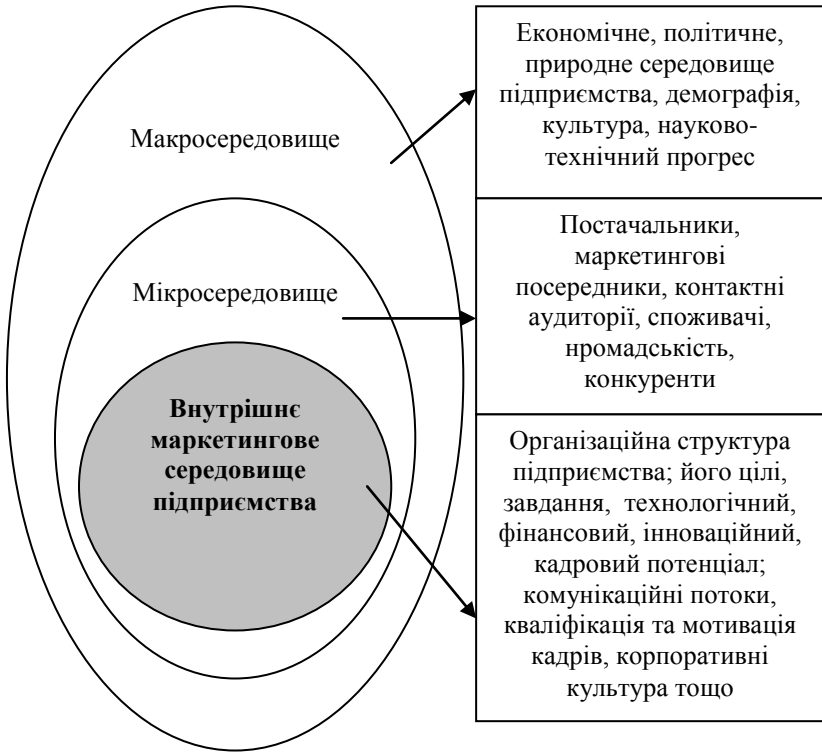 Макросередовище
Економічне, політичне,
природне середовище
підприємства, демографія,
культура, науково-
технічний прогрес
Мікросередовище
Постачальники,
маркетингові
посередники, контактні
аудиторії, споживачі,
нромадськість,
конкуренти
Внутрішнє
маркетингове
середовище
підприємства
Організаційна структура
підприємства; його цілі,
завдання, технологічний,
фінансовий, інноваційний,
кадровий потенціал;
комунікаційні потоки,
кваліфікація та мотивація
кадрів, корпоративні
культура тощо